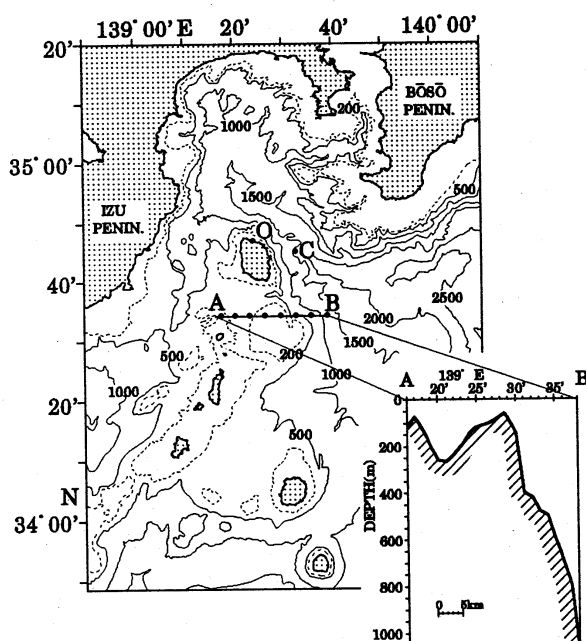 139° 00′ E 20′ 40′ 140° 00′
20′
35° 00′
40′
20′
N
34° 00′
BŌSŌ
PENIN.
IZU
PENIN.
200
1000
500
1500
O
C
2500
A
B
2000
1500
500
200
1000
1000
500
A 139° E B
20′ 25′ 30′ 35′
0
200
400
600
800
1000
DEPTH(m)
0 5km